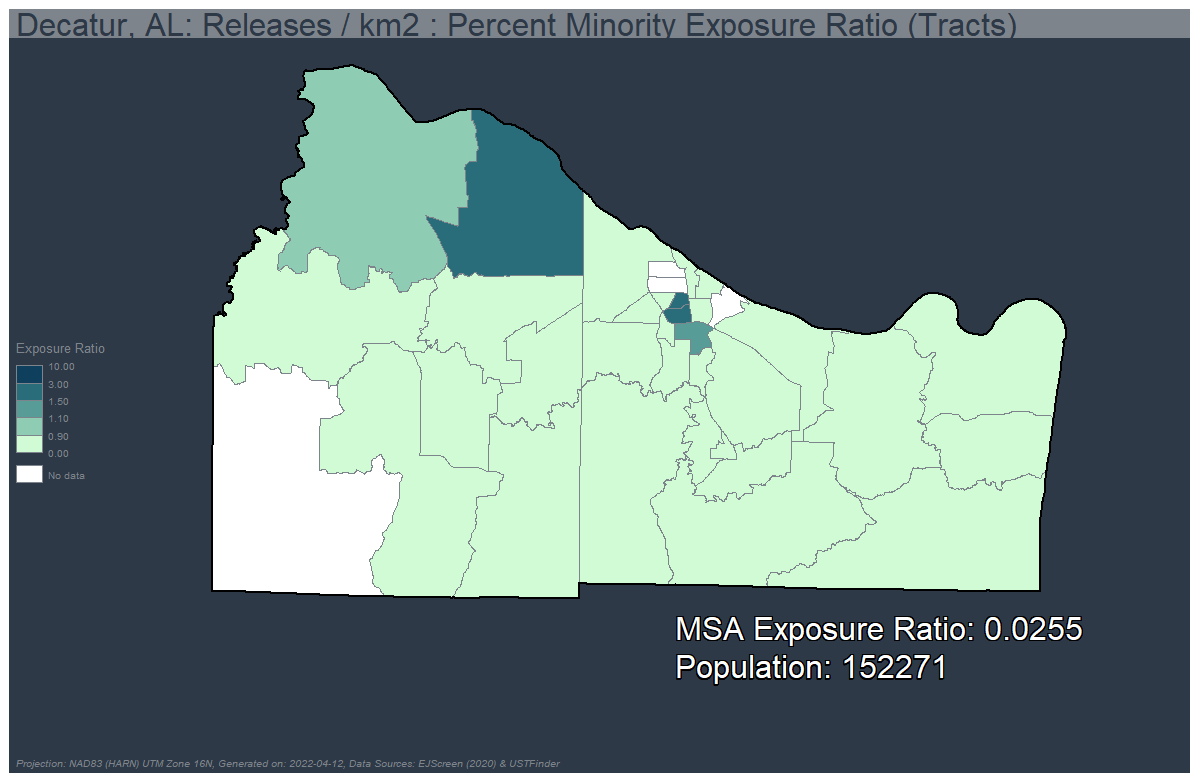 Decatur, AL: Releases / km2 : Percent Minority Exposure Ratio (Tracts)
Exposure Ratio
10.00
3.00
1.50
1.10
0.90
0.00
No data
MSA Exposure Ratio: 0.0255
Population: 152271
Projection: NAD83 (HARN) UTM Zone 16N, Generated on: 2022-04-12, Data Sources: EJScreen (2020) & USTFinder